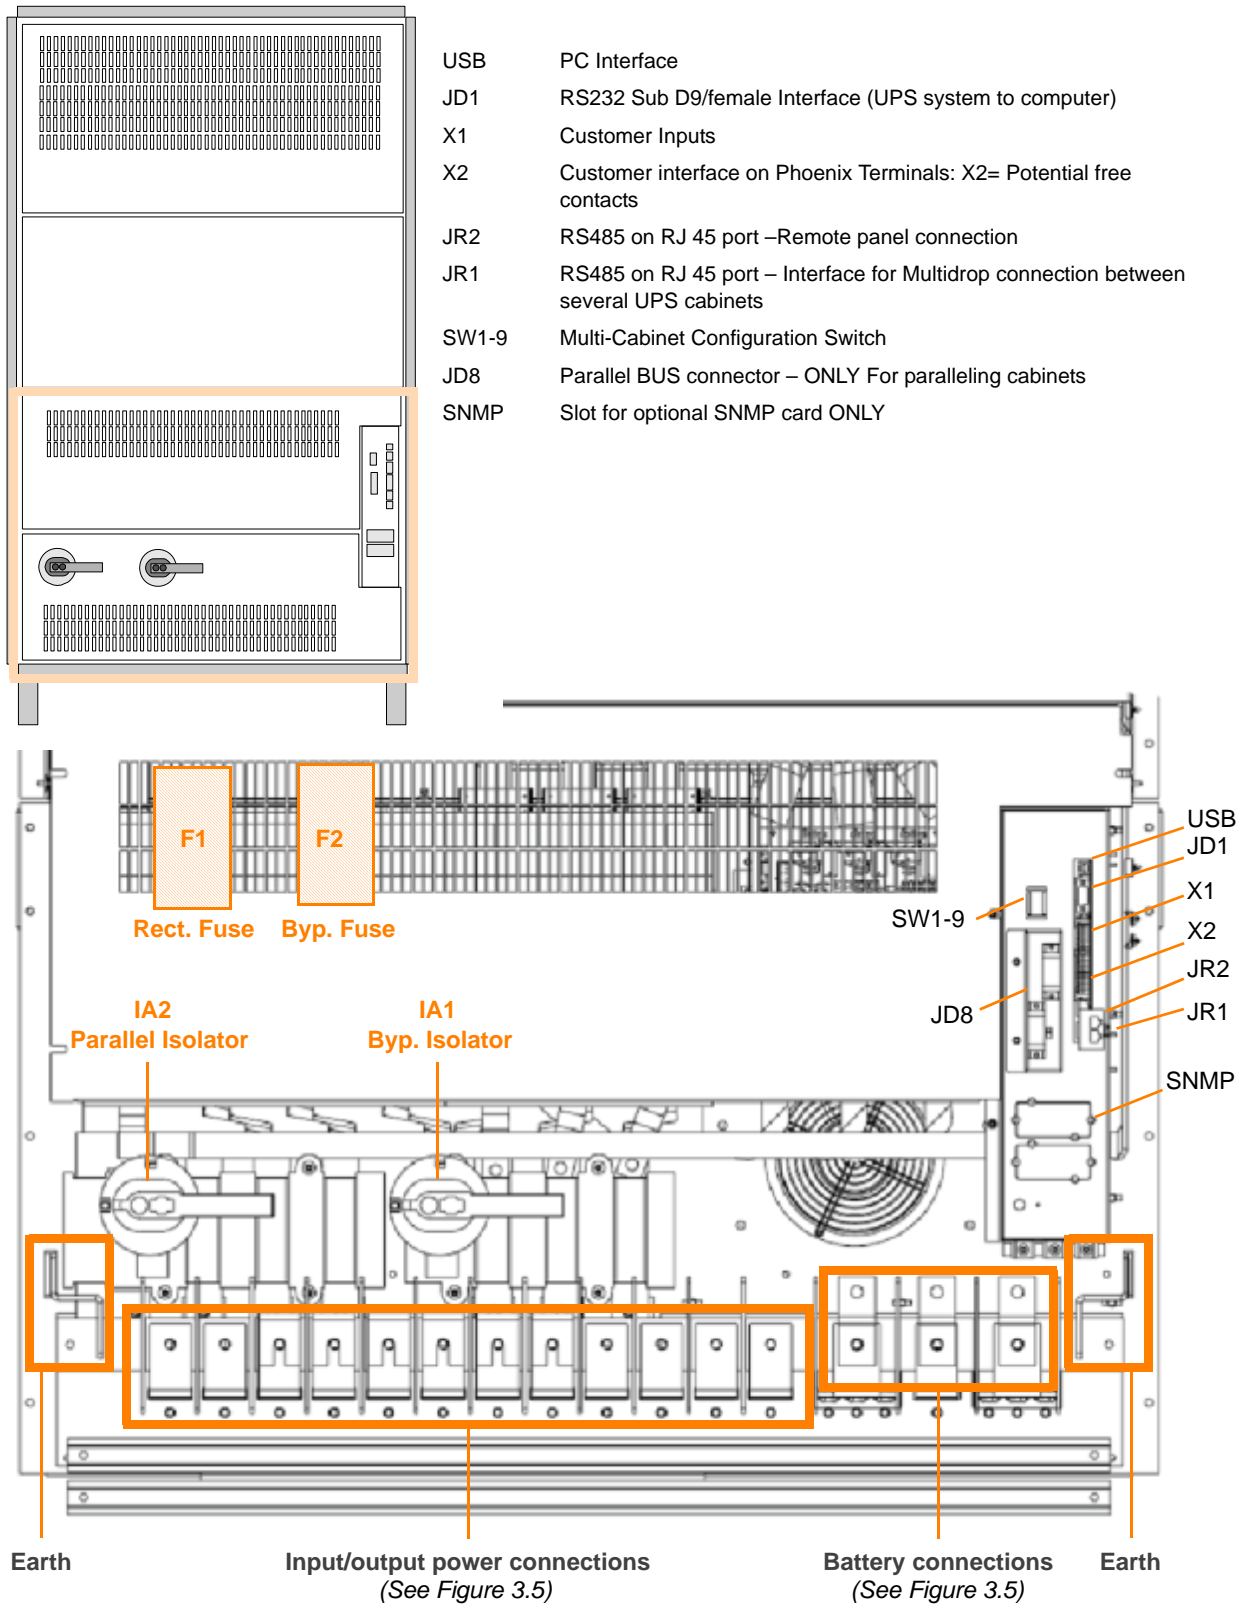 USB PC Interface
JD1 RS232 Sub D9/female Interface (UPS system to computer)
X1 Customer Inputs
X2 Customer interface on Phoenix Terminals: X2= Potential free
contacts
JR2 RS485 on RJ 45 port –Remote panel connection
JR1 RS485 on RJ 45 port – Interface for Multidrop connection between
several UPS cabinets
SW1-9 Multi-Cabinet Configuration Switch
JD8 Parallel BUS connector – ONLY For paralleling cabinets
SNMP Slot for optional SNMP card ONLY
USB
JD1
X1
X2
JR2
JR1
SNMP
SW1-9
JD8
F1
F2
Rect. Fuse
Byp. Fuse
IA2
Parallel Isolator
IA1
Byp. Isolator
Earth
Input/output power connections
(See Figure 3.5)
Battery connections
(See Figure 3.5)
Earth